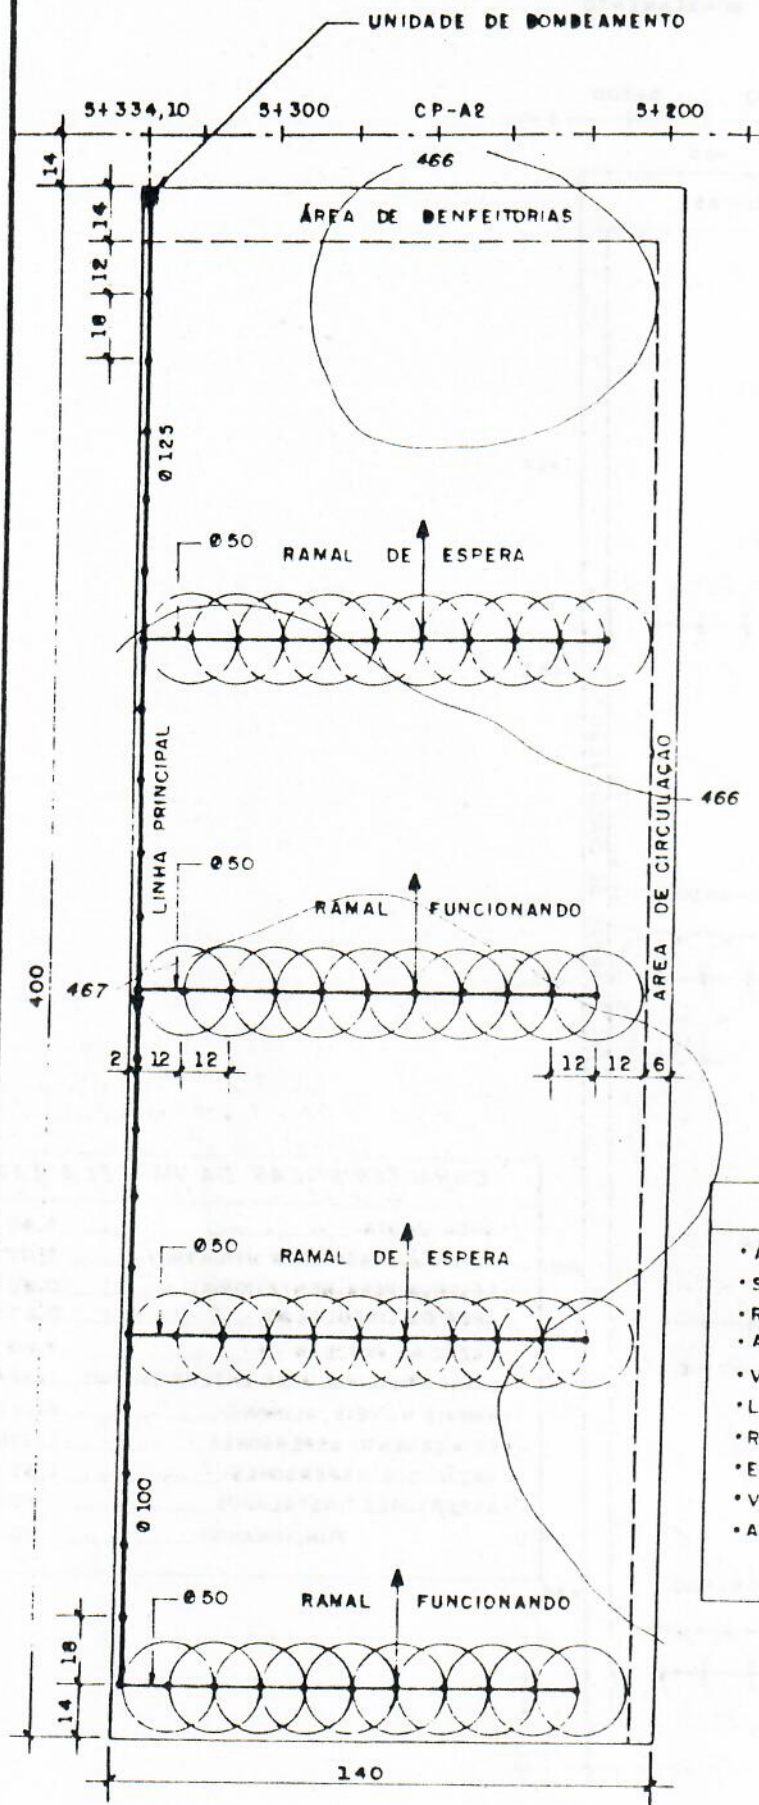 UNIDADE DE BOMBEAMENTO
5+334,10 5+300 CP-A2 5+200
14
466
14
ÁREA DE BENFEITORIAS
12
18
Ø 125
Ø 50
RAMAL DE ESPERA
LINHA PRINCIPAL
466
ÁREA DE CIRCULAÇÃO
Ø 50
RAMAL FUNCIONANDO
400
467
2 12 12 12 12 6
Ø 50 RAMAL DE ESPERA
Ø 100
Ø 50 RAMAL FUNCIONANDO
18
14
140
• A
• S
• R
• A
• V
• L
• R
• E
• V
• A